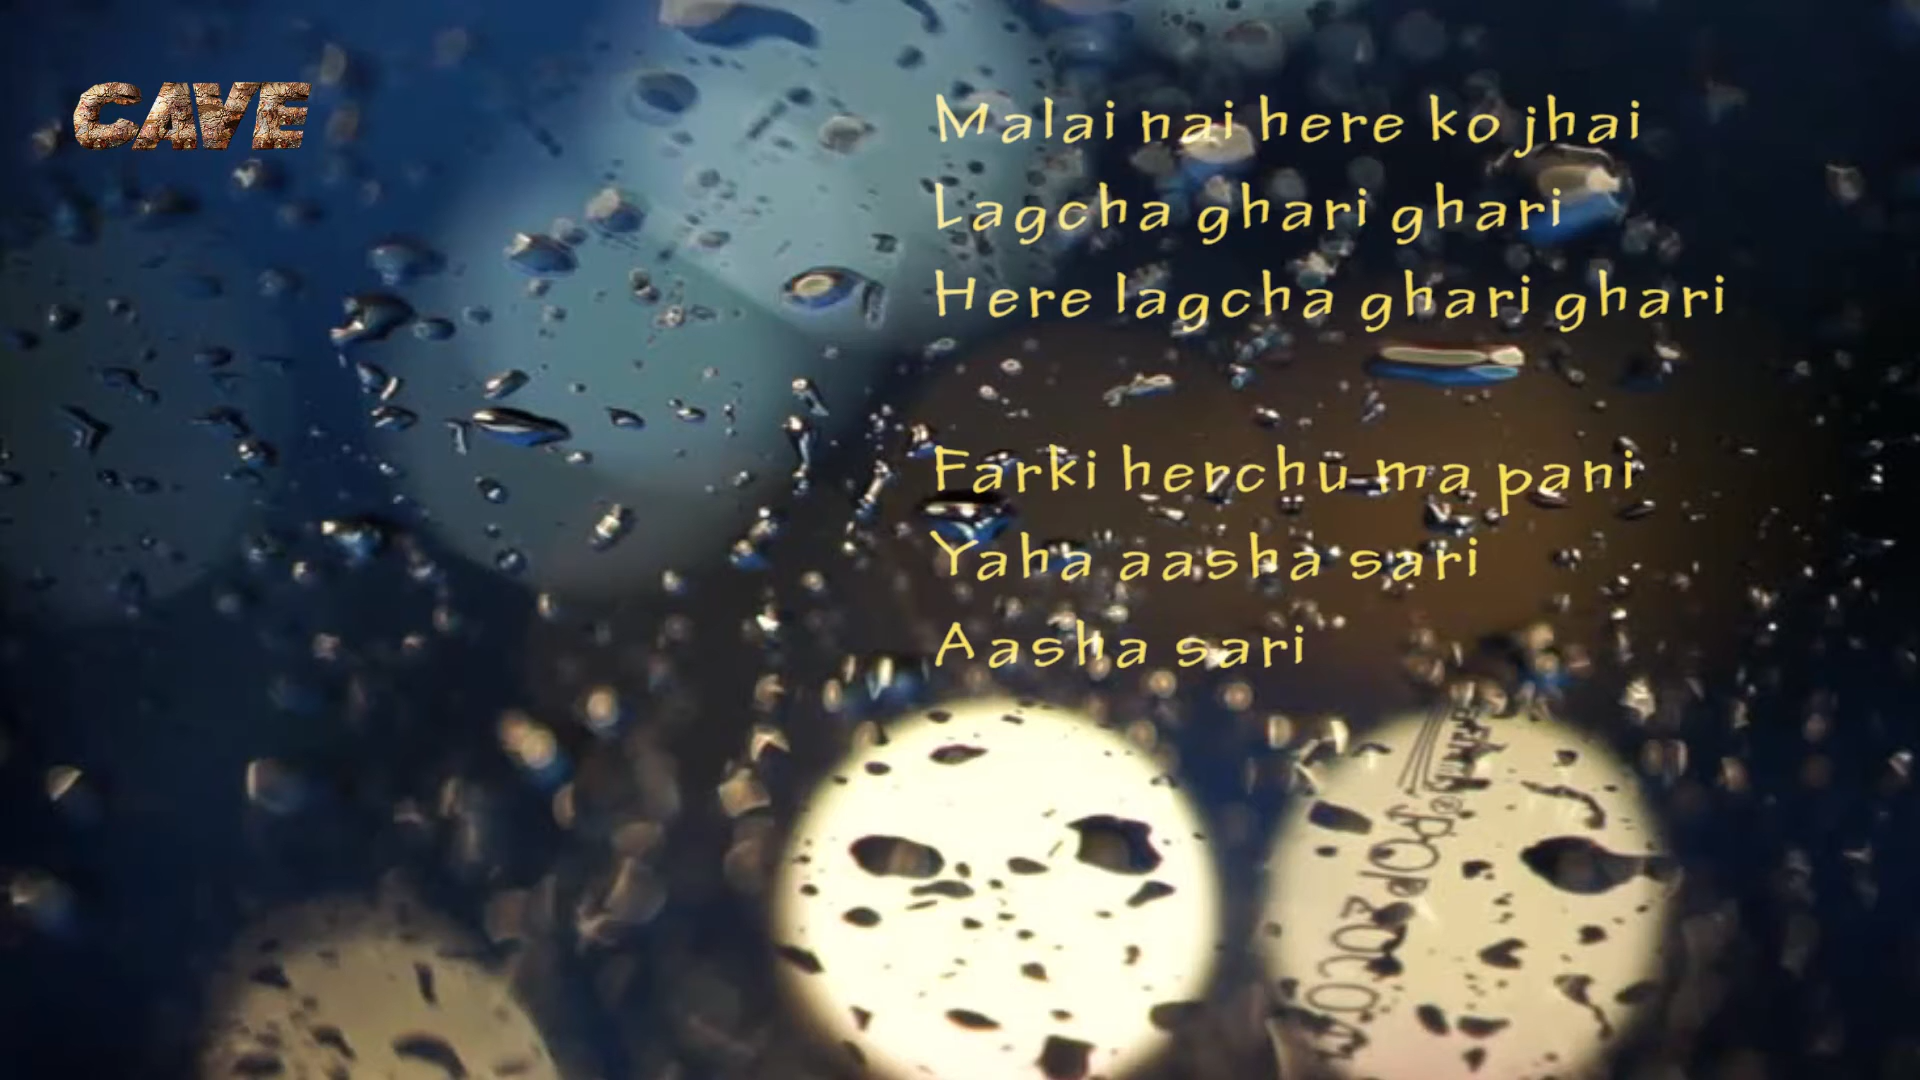 CAVE
Malai nai here ko jhai
Lagcha ghari ghari
Here lagcha ghari ghari
Farki herchu ma pani
Yaha aasha sari
Aasha sari